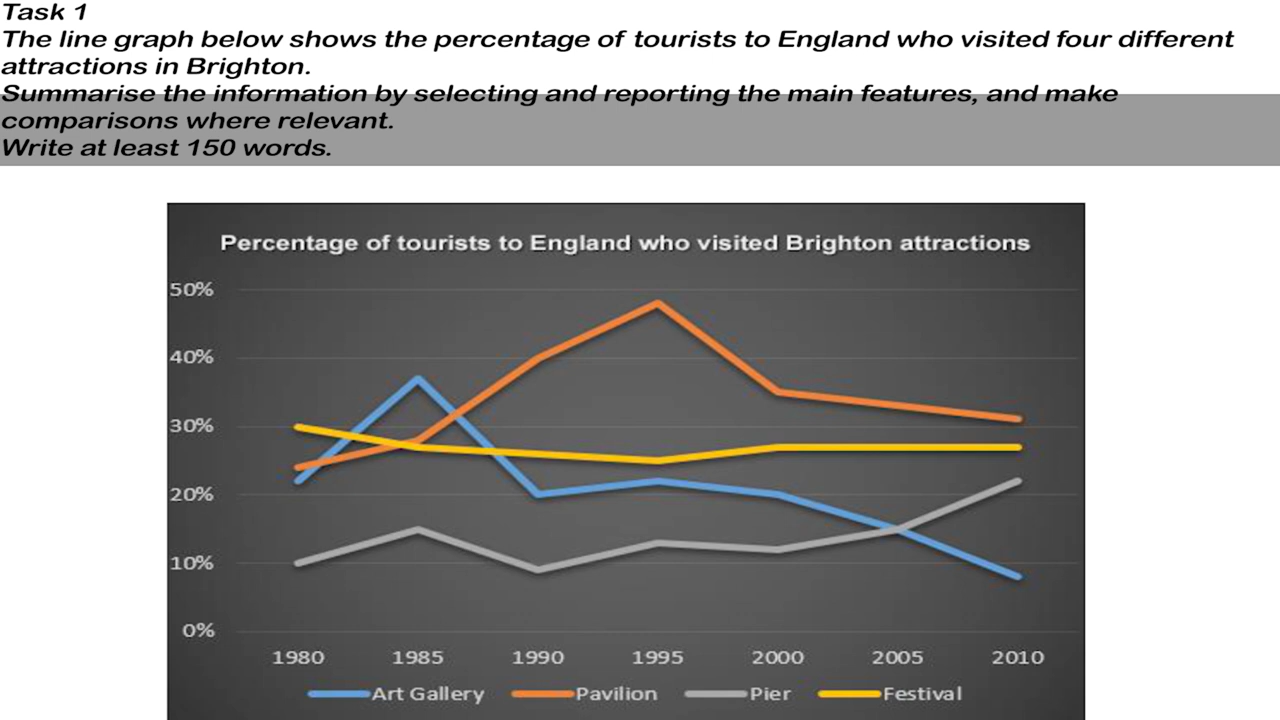 Task 1
The line graph below shows the percentage of tourists to England who visited four different
attractions in Brighton.
Summarise the information by selecting and reporting the main features, and make
comparisons where relevant.
Write at least 150 words.
Percentage of tourists to England who visited Brighton attractions
50%
40%
30%
20%
10%
0%
1980 1985 1990 1995 2000 2005 2010
Art Gallery Pavilion Pier Festival